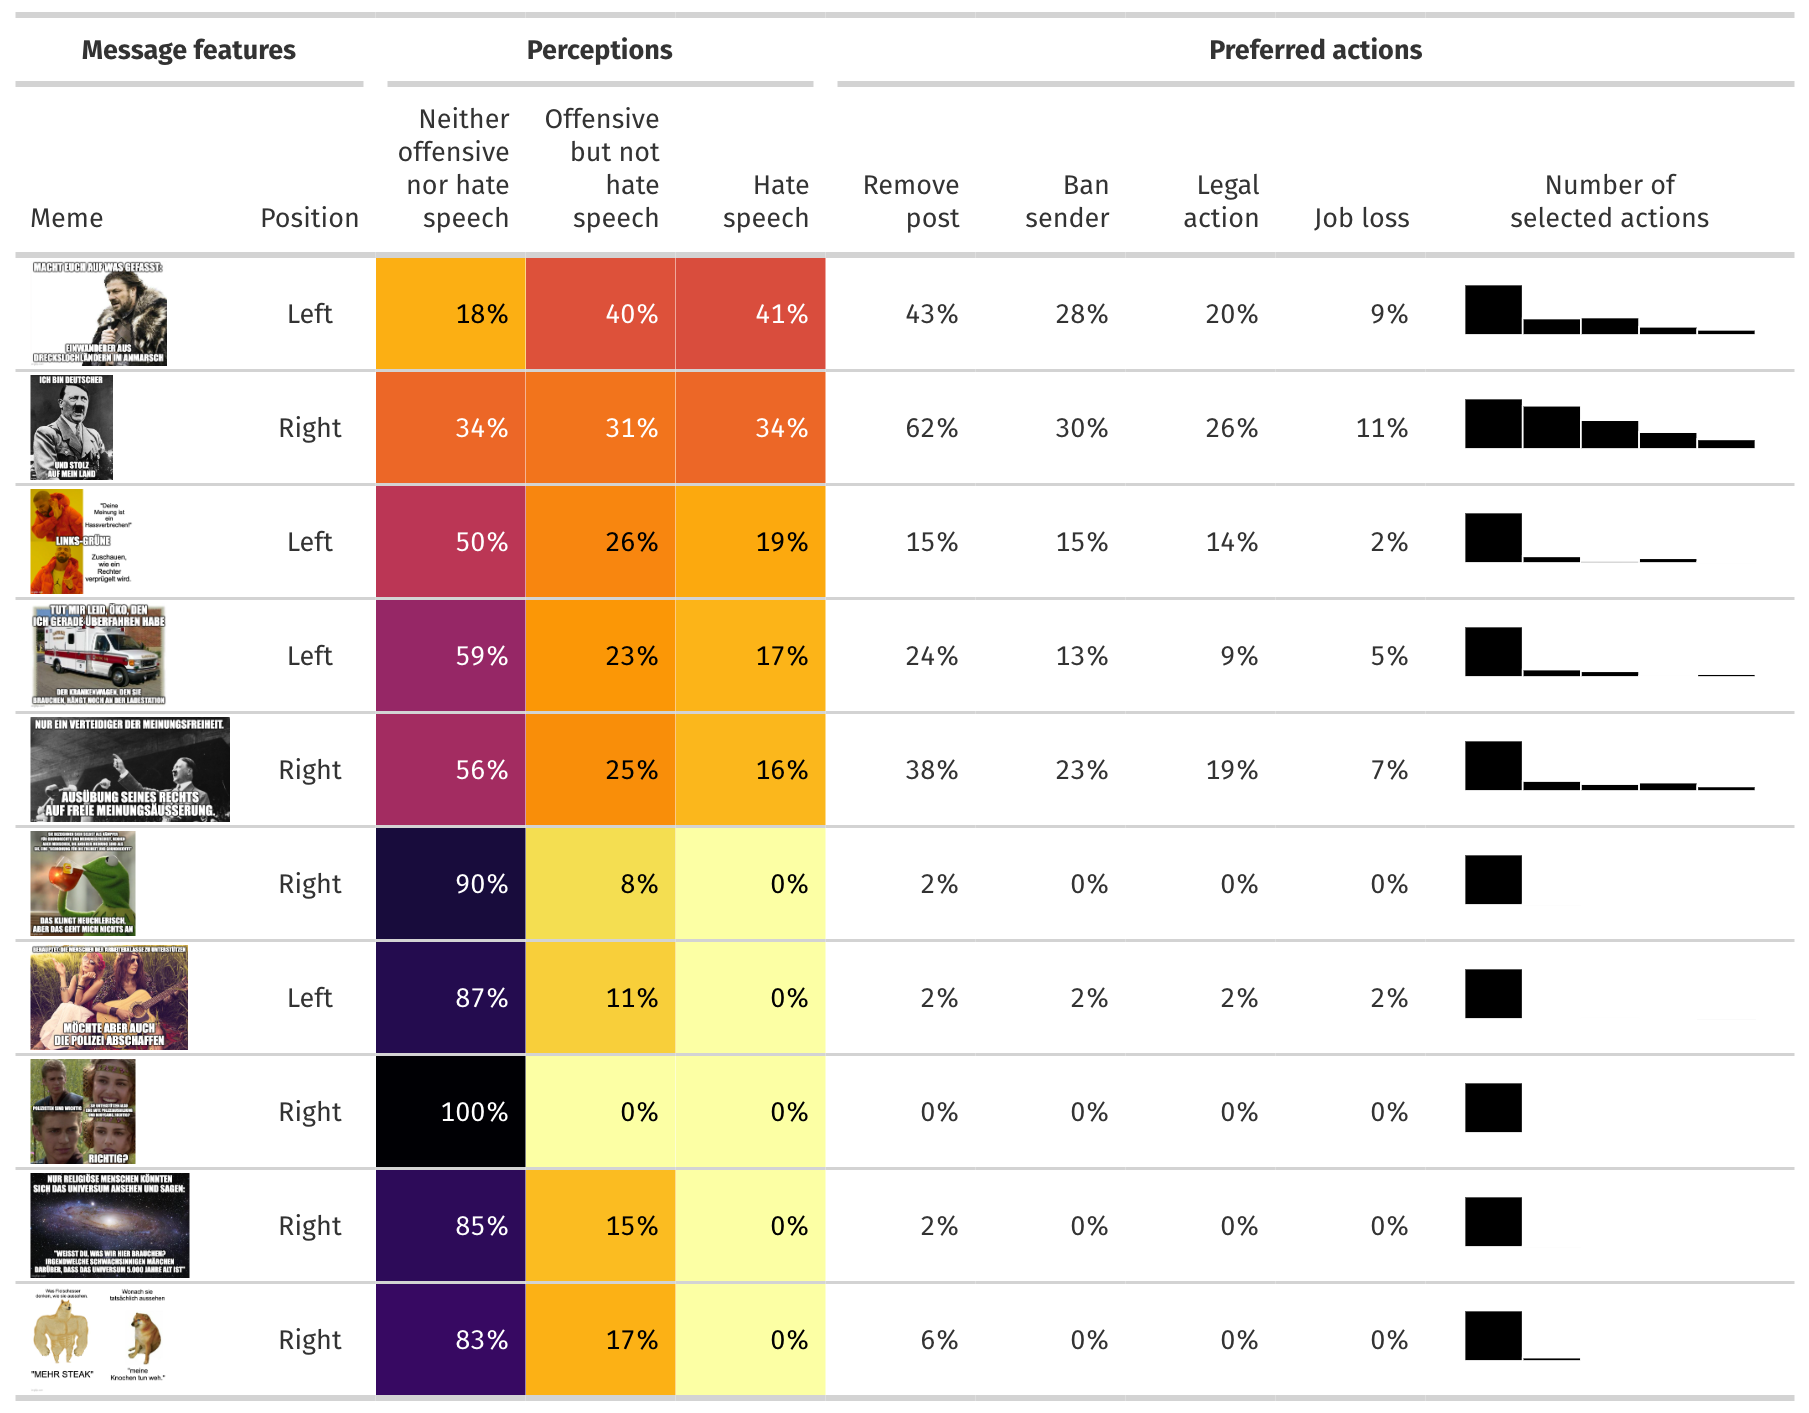 Message features Perceptions Preferred actions
Meme Position Neither offensive nor hate speech Offensive but not hate speech Hate speech Remove post Ban sender Legal action Job loss Number of selected actions
MACHT EUCH AUF WAS GEFASST:
EINWANDERER AUS
DRECKSLOCHLÄNDERN IM ANMARSCH
Left 18% 40% 41% 43% 28% 20% 9%
ICH BIN DEUTSCHER
UND STOLZ
AUF MEIN LAND
Right 34% 31% 34% 62% 30% 26% 11%
"Deine
Meinung ist
ein
Hassverbrechen!"
LINKS-GRÜNE
Zuschauen,
wie ein
Rechter
verprügelt wird.
Left 50% 26% 19% 15% 15% 14% 2%
TUT MIR LEID, ÖKO, DEN
ICH GERADE ÜBERFAHREN HABE
DER KRANKENWAGEN, DEN SIE
BRAUCHEN, HÄNGT NOCH AN DER LADESTATION
Left 59% 23% 17% 24% 13% 9% 5%
NUR EIN VERTEIDIGER DER MEINUNGSFREIHEIT.
AUSÜBUNG SEINES RECHTS
AUF FREIE MEINUNGSÄUSSERUNG.
Right 56% 25% 16% 38% 23% 19% 7%
DAS KLINGT HEUCHLERISCH,
ABER DAS GEHT MICH NICHTS AN
Right 90% 8% 0% 2% 0% 0% 0%
BEHAUPTET, DIE MENSCHEN DER ARBEITERKLASSE ZU UNTERSTÜTZEN
MÖCHTE ABER AUCH
DIE POLIZEI ABSCHAFFEN
Left 87% 11% 0% 2% 2% 2% 2%
POLIZISTEN SIND WICHTIG
RICHTIG?
Right 100% 0% 0% 0% 0% 0% 0%
NUR RELIGIÖSE MENSCHEN KÖNNTEN
SICH DAS UNIVERSUM ANSEHEN UND SAGEN:
"WEISST DU, WAS WIR HIER BRAUCHEN?
IRGENDWELCHE SCHWACHSINNIGEN MÄRCHEN
DARÜBER, DASS DAS UNIVERSUM 5.000 JAHRE ALT IST"
Right 85% 15% 0% 2% 0% 0% 0%
Was Fleischesser
denken, wie sie aussehen.
Wonach sie
tatsächlich aussehen
"MEHR STEAK"
"meine
Knochen tun weh."
Right 83% 17% 0% 6% 0% 0% 0%